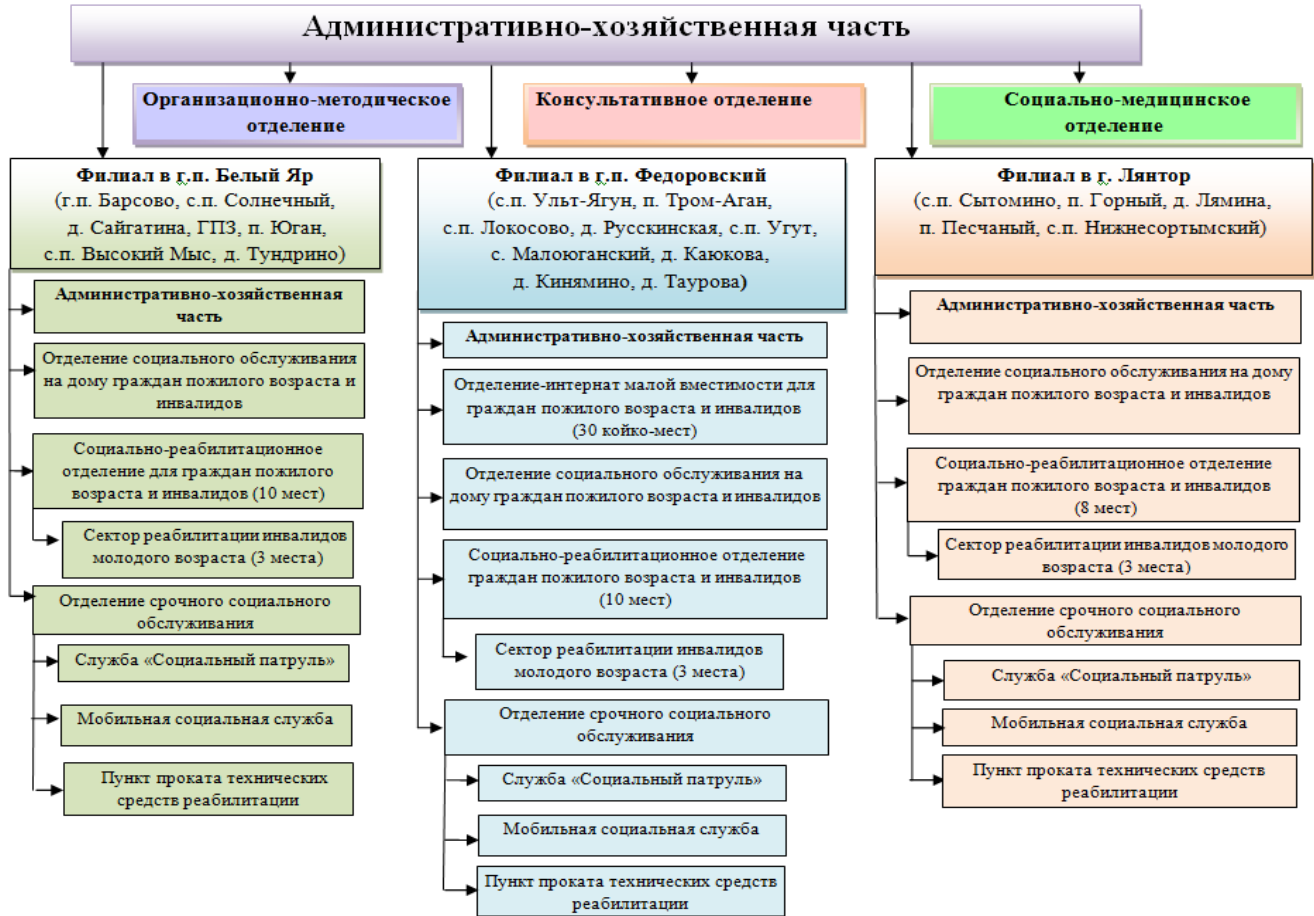 Административно-хозяйственная часть
Организационно-методическое
отделение
Консультативное отделение
Социально-медицинское
отделение
Филиал в г.п. Белый Яр
(г.п. Барсово, с.п. Солнечный,
д. Сайгатина, ГПЗ, п. Юган,
с.п. Высокий Мыс, д. Тундрино)
Административно-хозяйственная
часть
Отделение социального обслуживания
на дому граждан пожилого возраста и
инвалидов
Социально-реабилитационное
отделение для граждан пожилого
возраста и инвалидов (10 мест)
Сектор реабилитации инвалидов
молодого возраста (3 места)
Отделение срочного социального
обслуживания
Служба «Социальный патруль»
Мобильная социальная служба
Пункт проката технических
средств реабилитации
Филиал в г.п. Федоровский
(с.п. Ульт-Ягун, п. Тром-Аган,
с.п. Локосово, д. Русскинская, с.п. Угут,
с. Малоюганский, д. Каюкова,
д. Кинямино, д. Таурова)
Административно-хозяйственная часть
Отделение-интернат малой вместимости для
граждан пожилого возраста и инвалидов
(30 койко-мест)
Отделение социального обслуживания на
дому граждан пожилого возраста и инвалидов
Социально-реабилитационное отделение
граждан пожилого возраста и инвалидов
(10 мест)
Сектор реабилитации инвалидов
молодого возраста (3 места)
Отделение срочного социального
обслуживания
Служба «Социальный патруль»
Мобильная социальная служба
Пункт проката технических средств
реабилитации
Филиал в г. Лянтор
(с.п. Сытомино, п. Горный, д. Лямина,
п. Песчаный, с.п. Нижнесортымский)
Административно-хозяйственная часть
Отделение социального обслуживания на дому
граждан пожилого возраста и инвалидов
Социально-реабилитационное отделение
граждан пожилого возраста и инвалидов
(8 мест)
Сектор реабилитации инвалидов молодого
возраста (3 места)
Отделение срочного социального
обслуживания
Служба «Социальный патруль»
Мобильная социальная служба
Пункт проката технических средств
реабилитации